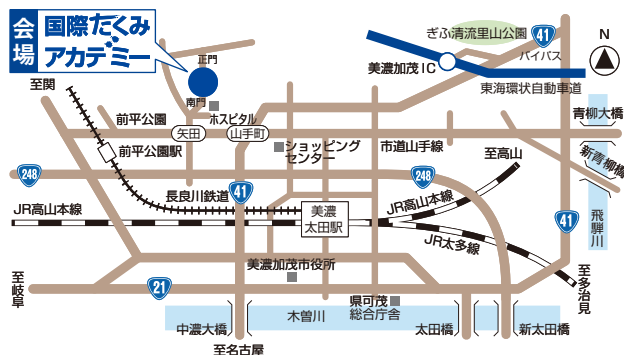 会場
国際たくみ
アカデミー
正門
南門
ホスピタル
至関
前平公園
矢田
山手町
前平公園駅
ショッピング
センター
市道山手線
ぎふ清流里山公園
41
バイパス
美濃加茂IC
東海環状自動車道
N
青柳大橋
新青柳橋
至高山
248
長良川鉄道
41
248
JR高山本線
美濃
太田駅
JR高山本線
JR太多線
41
飛騨川
美濃加茂市役所
至岐阜
21
県可茂
総合庁舎
至多治見
中濃大橋
木曽川
太田橋
新太田橋
至名古屋